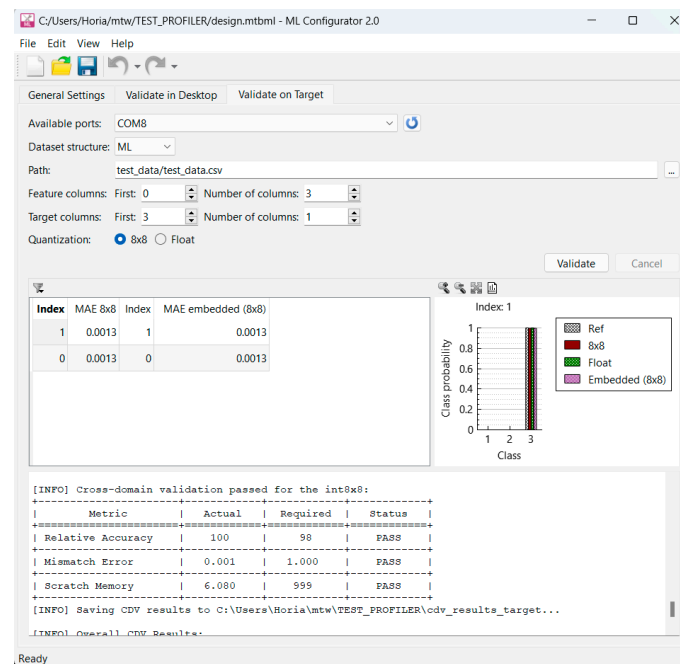 C:/Users/Horia/mtw/TEST_PROFILER/design.mtbml - ML Configurator 2.0
File Edit View Help
General Settings Validate in Desktop Validate on Target
Available ports: COM8
Dataset structure: ML
Path: test_data/test_data.csv ...
Feature columns: First: 0 Number of columns: 3
Target columns: First: 3 Number of columns: 1
Quantization: 8x8 Float
Validate Cancel
Index MAE 8x8 Index MAE embedded (8x8)
1 0.0013 1 0.0013
0 0.0013 0 0.0013
Index: 1
Class probability
1
0.8
0.6
0.4
0.2
0
1 2 3
Class
Ref
8x8
Float
Embedded (8x8)
[INFO] Cross-domain validation passed for the int8x8:
+-----------------------+------------+------------+------------+
| Metric | Actual | Required | Status |
+=======================+============+============+============+
| Relative Accuracy | 100 | 98 | PASS |
+-----------------------+------------+------------+------------+
| Mismatch Error | 0.001 | 1.000 | PASS |
+-----------------------+------------+------------+------------+
| Scratch Memory | 6.080 | 999 | PASS |
+-----------------------+------------+------------+------------+
[INFO] Saving CDV results to C:\Users\Horia\mtw\TEST_PROFILER\cdv_results_target...
[INFO] Overall CDV Results:
Ready